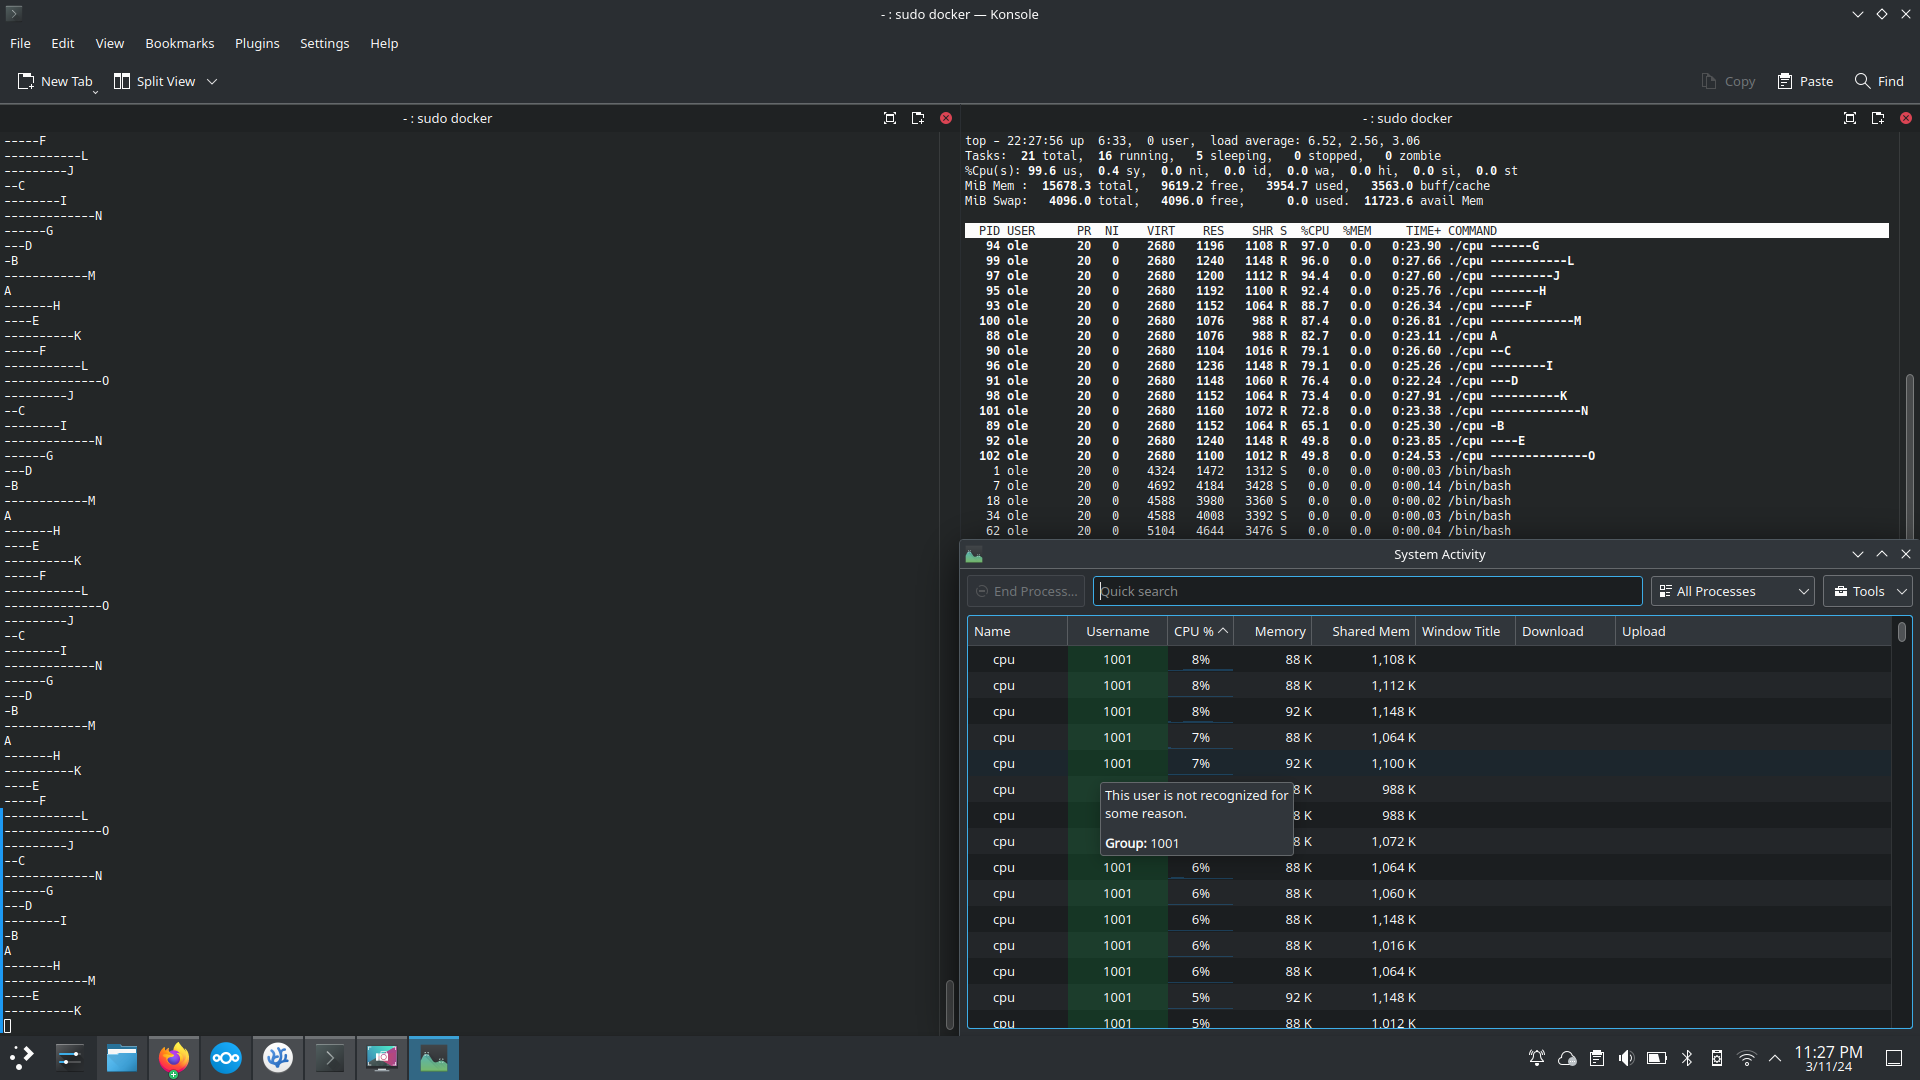 - : sudo docker — Konsole
File Edit View Bookmarks Plugins Settings Help
New Tab Split View Copy Paste Find
- : sudo docker
-----F
-----------L
---------J
--C
--------I
-------------N
------G
---D
-B
------------M
A
-------H
----E
----------K
-----F
-----------L
--------------O
---------J
--C
--------I
-------------N
------G
---D
-B
------------M
A
-------H
----E
----------K
-----F
-----------L
--------------O
---------J
--C
--------I
-------------N
------G
---D
-B
------------M
A
-------H
----------K
----E
-----F
-----------L
--------------O
---------J
--C
-------------N
------G
---D
--------I
-B
A
-------H
------------M
----E
----------K
- : sudo docker
top - 22:27:56 up  6:33,  0 user,  load average: 6.52, 2.56, 3.06
Tasks:  21 total,  16 running,   5 sleeping,   0 stopped,   0 zombie
%Cpu(s): 99.6 us,  0.4 sy,  0.0 ni,  0.0 id,  0.0 wa,  0.0 hi,  0.0 si,  0.0 st
MiB Mem :  15678.3 total,   9619.2 free,   3954.7 used,   3563.0 buff/cache
MiB Swap:   4096.0 total,   4096.0 free,      0.0 used.  11723.6 avail Mem
PID USER PR NI VIRT RES SHR S %CPU %MEM TIME+ COMMAND
94 ole 20 0 2680 1196 1108 R 97.0 0.0 0:23.90 ./cpu ------G
99 ole 20 0 2680 1240 1148 R 96.0 0.0 0:27.66 ./cpu -----------L
97 ole 20 0 2680 1200 1112 R 94.4 0.0 0:27.60 ./cpu ---------J
95 ole 20 0 2680 1192 1100 R 92.4 0.0 0:25.76 ./cpu -------H
93 ole 20 0 2680 1152 1064 R 88.7 0.0 0:26.34 ./cpu -----F
100 ole 20 0 2680 1076 988 R 87.4 0.0 0:26.81 ./cpu ------------M
88 ole 20 0 2680 1076 988 R 82.7 0.0 0:23.11 ./cpu A
90 ole 20 0 2680 1104 1016 R 79.1 0.0 0:26.60 ./cpu --C
96 ole 20 0 2680 1236 1148 R 79.1 0.0 0:25.26 ./cpu --------I
91 ole 20 0 2680 1148 1060 R 76.4 0.0 0:22.24 ./cpu ---D
98 ole 20 0 2680 1152 1064 R 73.4 0.0 0:27.91 ./cpu ----------K
101 ole 20 0 2680 1160 1072 R 72.8 0.0 0:23.38 ./cpu -------------N
89 ole 20 0 2680 1152 1064 R 65.1 0.0 0:25.30 ./cpu -B
92 ole 20 0 2680 1240 1148 R 49.8 0.0 0:23.85 ./cpu ----E
102 ole 20 0 2680 1100 1012 R 49.8 0.0 0:24.53 ./cpu --------------O
1 ole 20 0 4324 1472 1312 S 0.0 0.0 0:00.03 /bin/bash
7 ole 20 0 4692 4184 3428 S 0.0 0.0 0:00.14 /bin/bash
18 ole 20 0 4588 3980 3360 S 0.0 0.0 0:00.02 /bin/bash
34 ole 20 0 4588 4008 3392 S 0.0 0.0 0:00.03 /bin/bash
62 ole 20 0 5104 4644 3476 S 0.0 0.0 0:00.04 /bin/bash
System Activity
End Process... Quick search All Processes Tools
Name Username CPU % Memory Shared Mem Window Title Download Upload
cpu 1001 8% 88 K 1,108 K
cpu 1001 8% 88 K 1,112 K
cpu 1001 8% 92 K 1,148 K
cpu 1001 7% 88 K 1,064 K
cpu 1001 7% 92 K 1,100 K
cpu 8 K 988 K
cpu 8 K 988 K
cpu 8 K 1,072 K
This user is not recognized for
some reason.
Group: 1001
cpu 1001 6% 88 K 1,064 K
cpu 1001 6% 88 K 1,060 K
cpu 1001 6% 88 K 1,148 K
cpu 1001 6% 88 K 1,016 K
cpu 1001 6% 88 K 1,064 K
cpu 1001 5% 92 K 1,148 K
cpu 1001 5% 88 K 1,012 K
11:27 PM
3/11/24